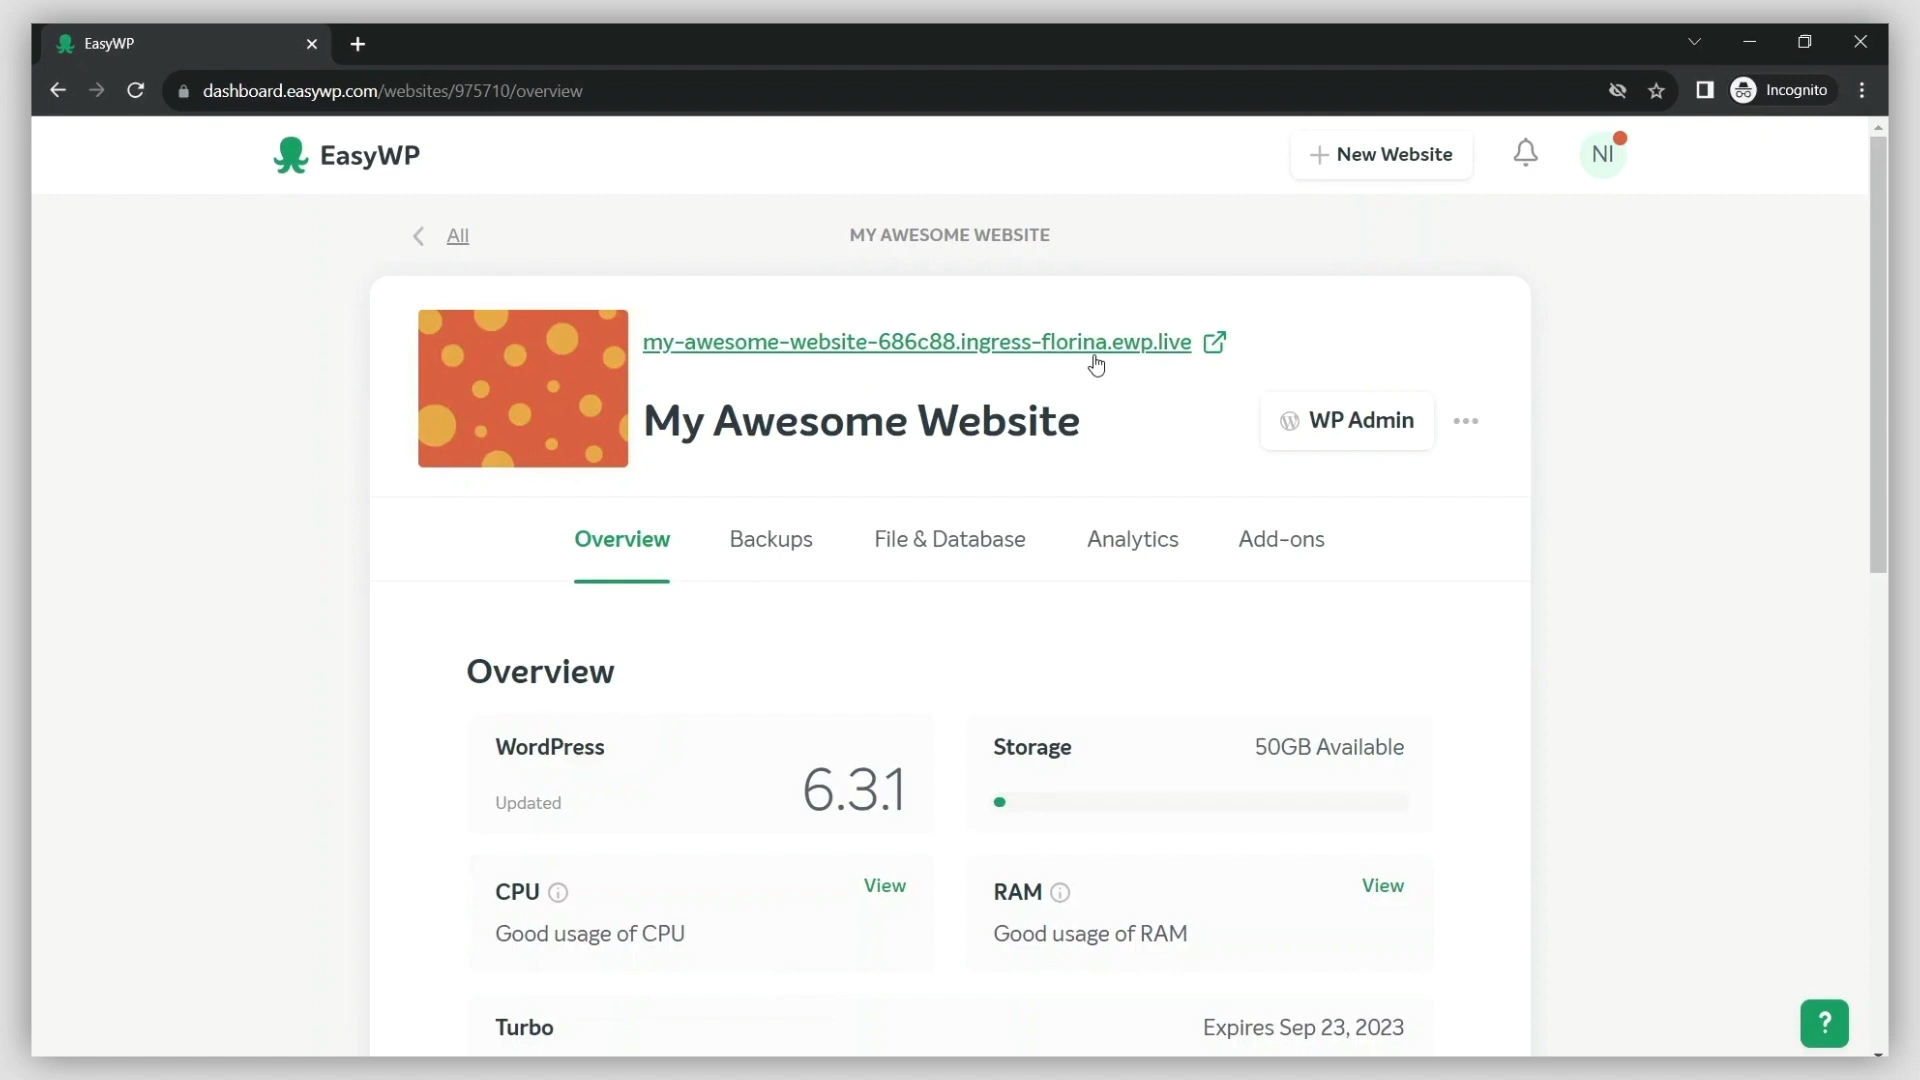 EasyWP
dashboard.easywp.com/websites/975710/overview
Incognito
EasyWP
New Website
NI
All
MY AWESOME WEBSITE
my-awesome-website-686c88.ingress-florina.ewp.live
My Awesome Website
WP Admin
Overview
Backups
File & Database
Analytics
Add-ons
Overview
WordPress
Updated
6.3.1
Storage
50GB Available
CPU
View
Good usage of CPU
RAM
View
Good usage of RAM
Turbo
Expires Sep 23, 2023
?